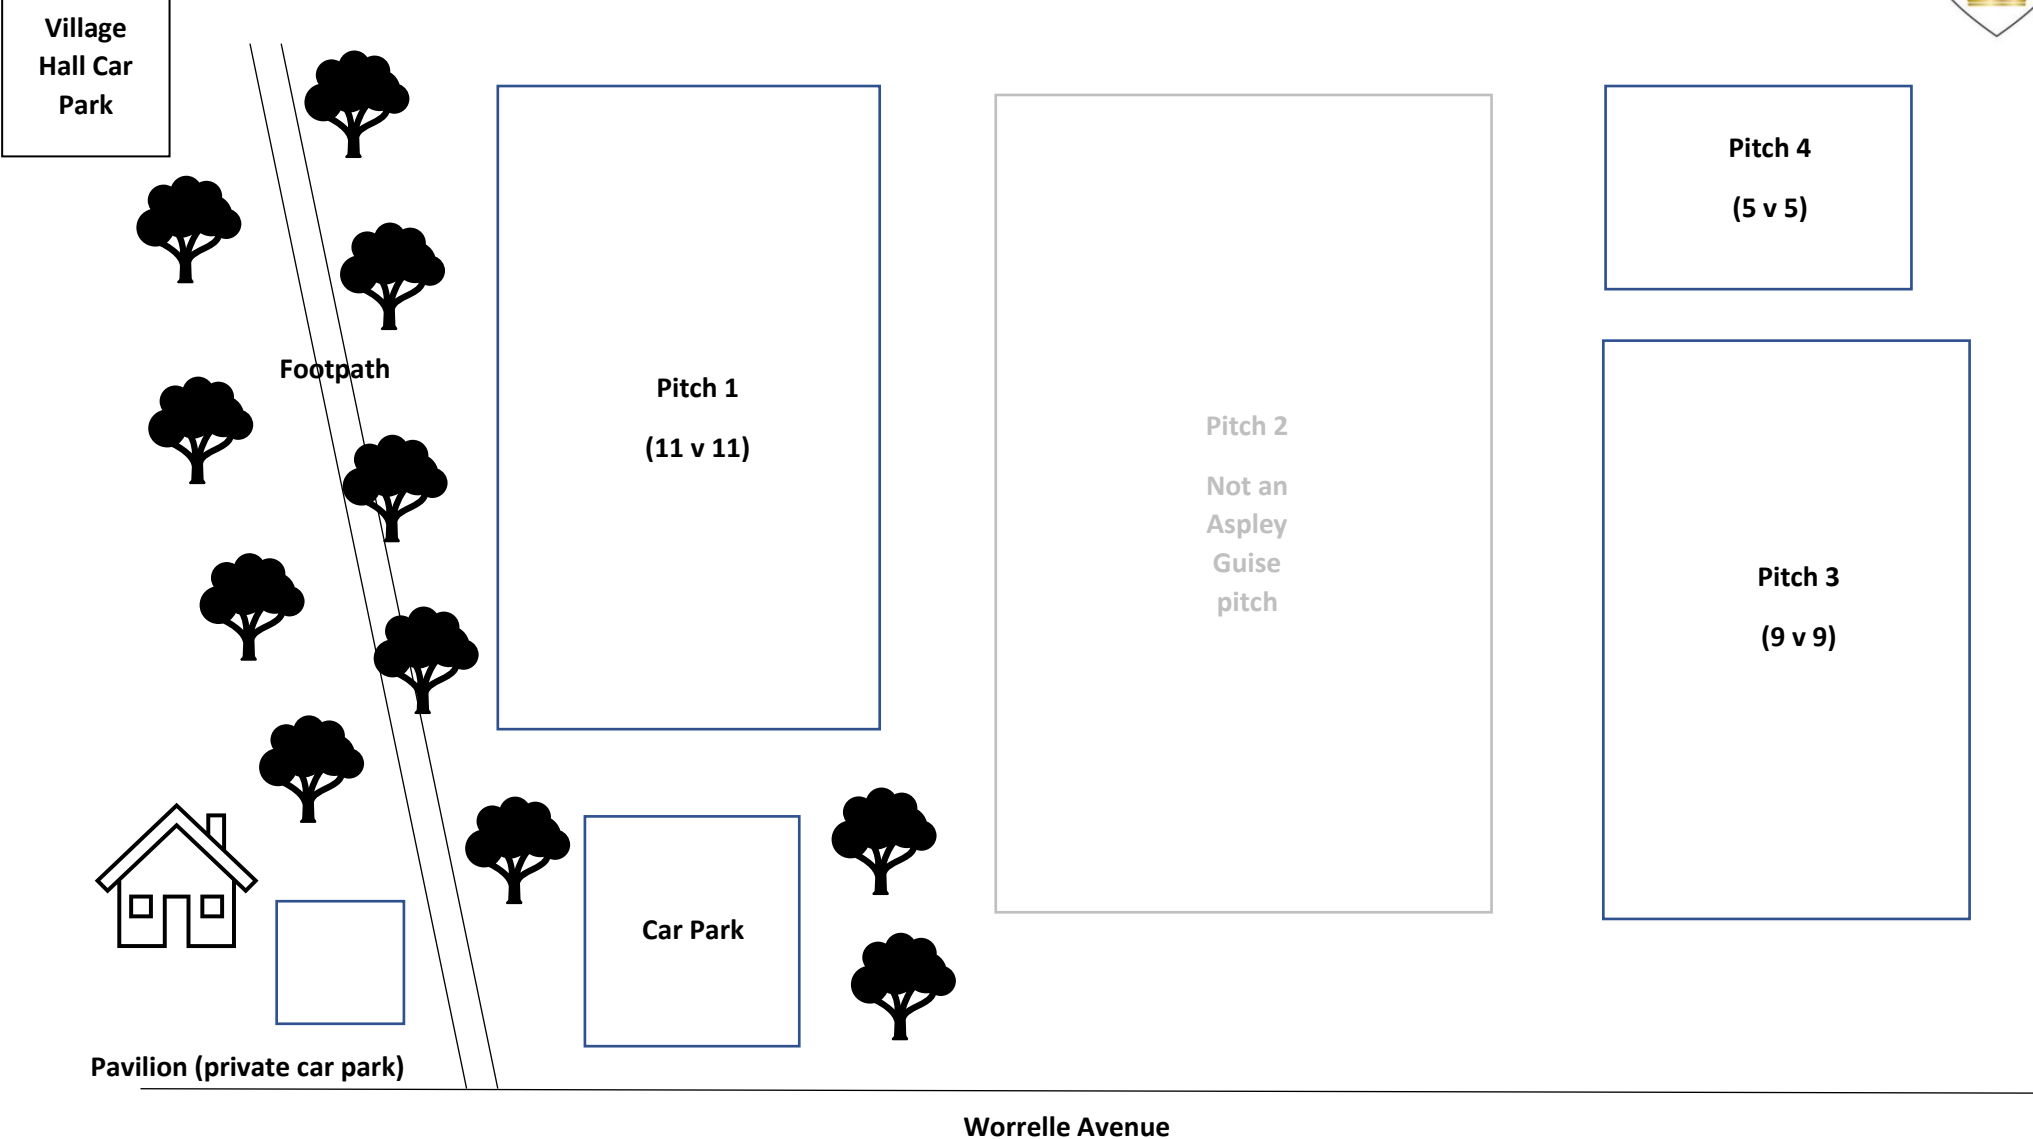 Village
Hall Car
Park
Pitch 4
(5 v 5)
Footpath
Pitch 1
(11 v 11)
Pitch 2
Not an
Aspley
Guise
pitch
Pitch 3
(9 v 9)
Car Park
Pavilion (private car park)
Worrelle Avenue